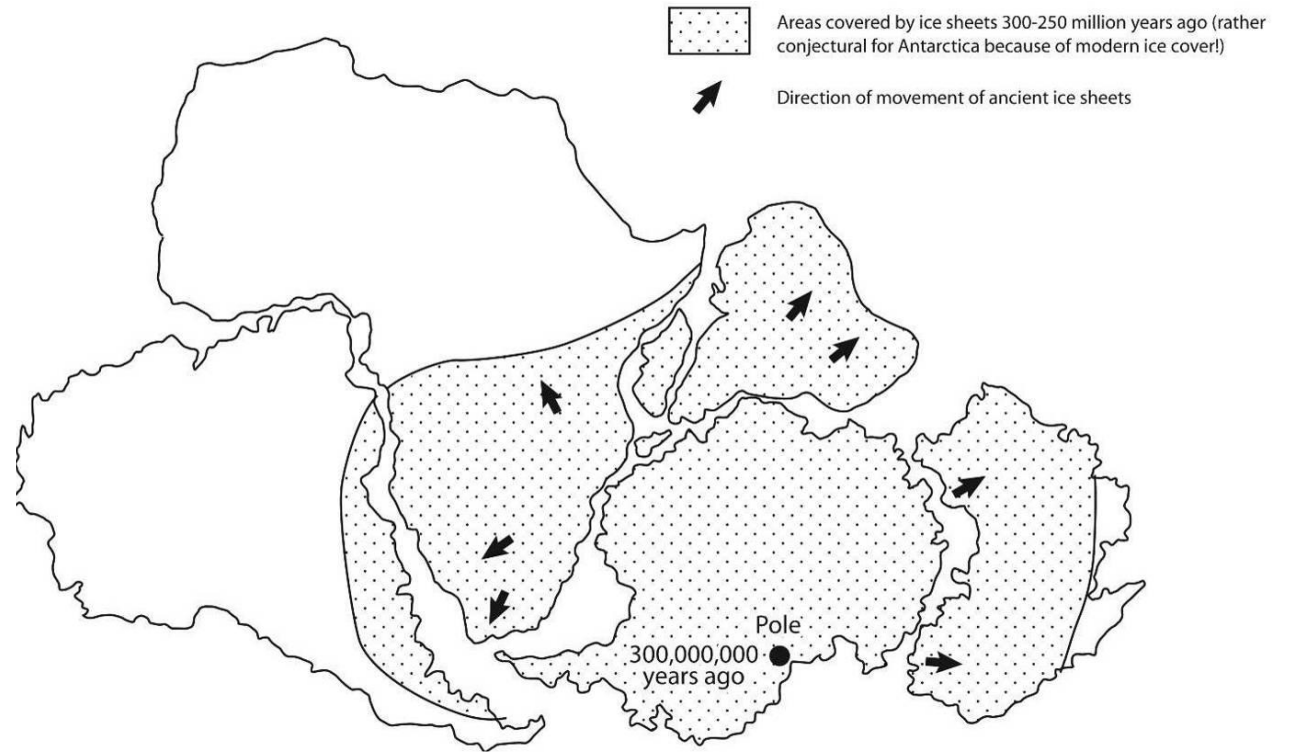 Areas covered by ice sheets 300-250 million years ago (rather
conjectural for Antarctica because of modern ice cover!)
Direction of movement of ancient ice sheets
Pole
300,000,000
years ago